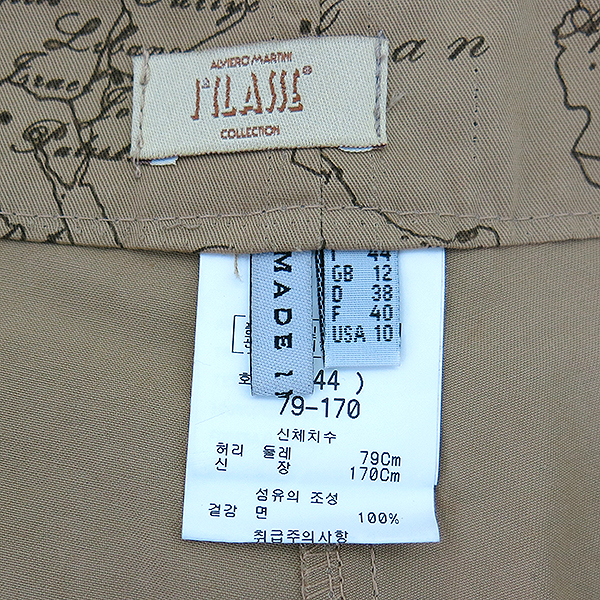 an
ALVIERO MARTINI
1ª CLASSE®
COLLECTION
MADE I
I 44
GB 12
D 38
F 40
USA 10
호
44 )
79-170
신체치수
허리 둘레 79Cm
신 장 170Cm
섬유의 조성
겉감 면 100%
취급주의사항